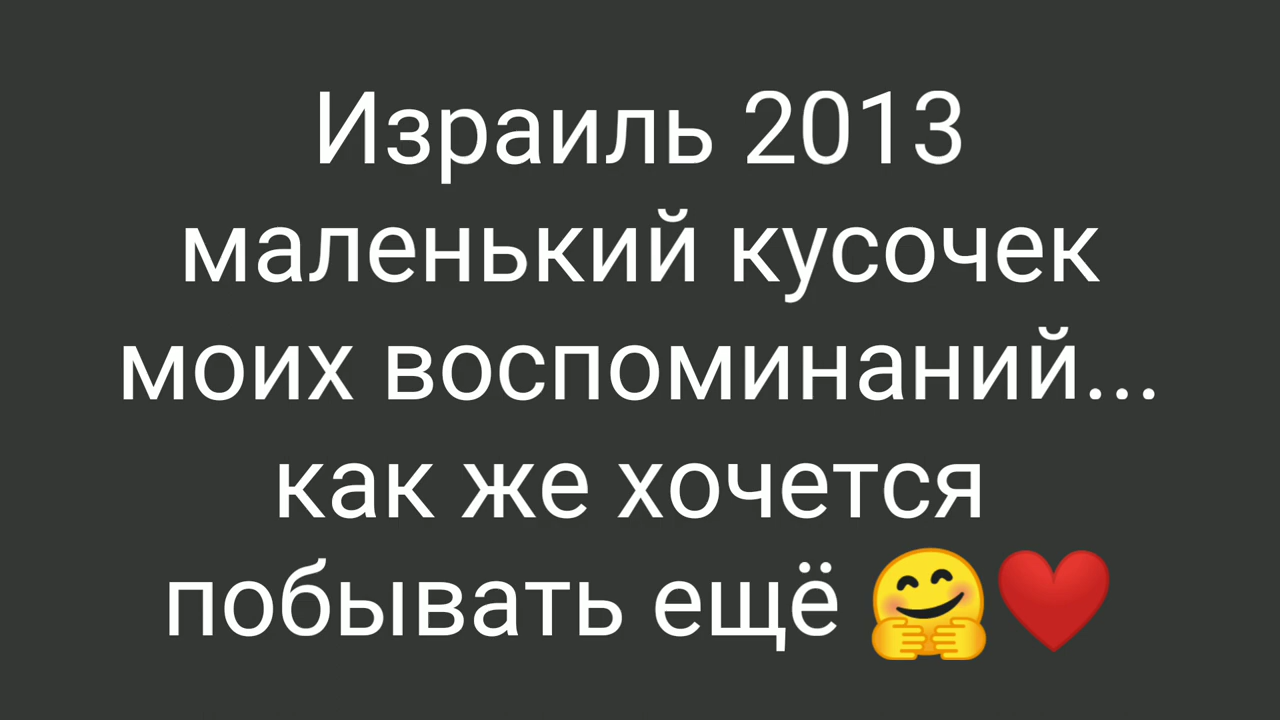 Израиль 2013
маленький кусочек
моих воспоминаний...
как же хочется
побывать ещё 🤗❤️